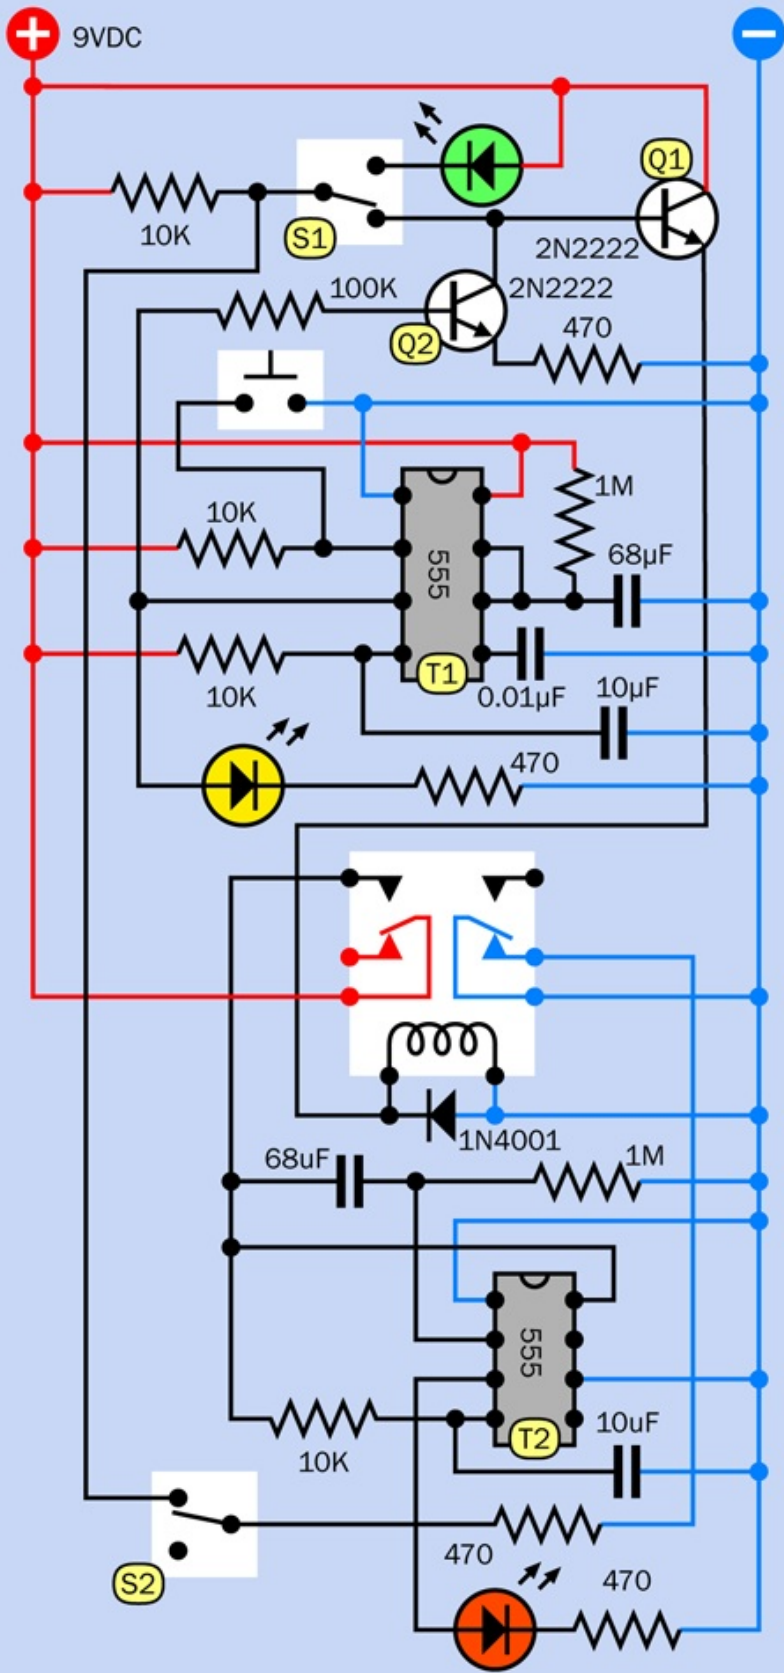 + 9VDC −
Q1
10K
S1
2N2222
100K
2N2222
Q2
470
1M
10K
68µF
555
T1
10K
0.01µF
10µF
470
1N4001
68uF
1M
555
10K
T2
10uF
470
S2
470